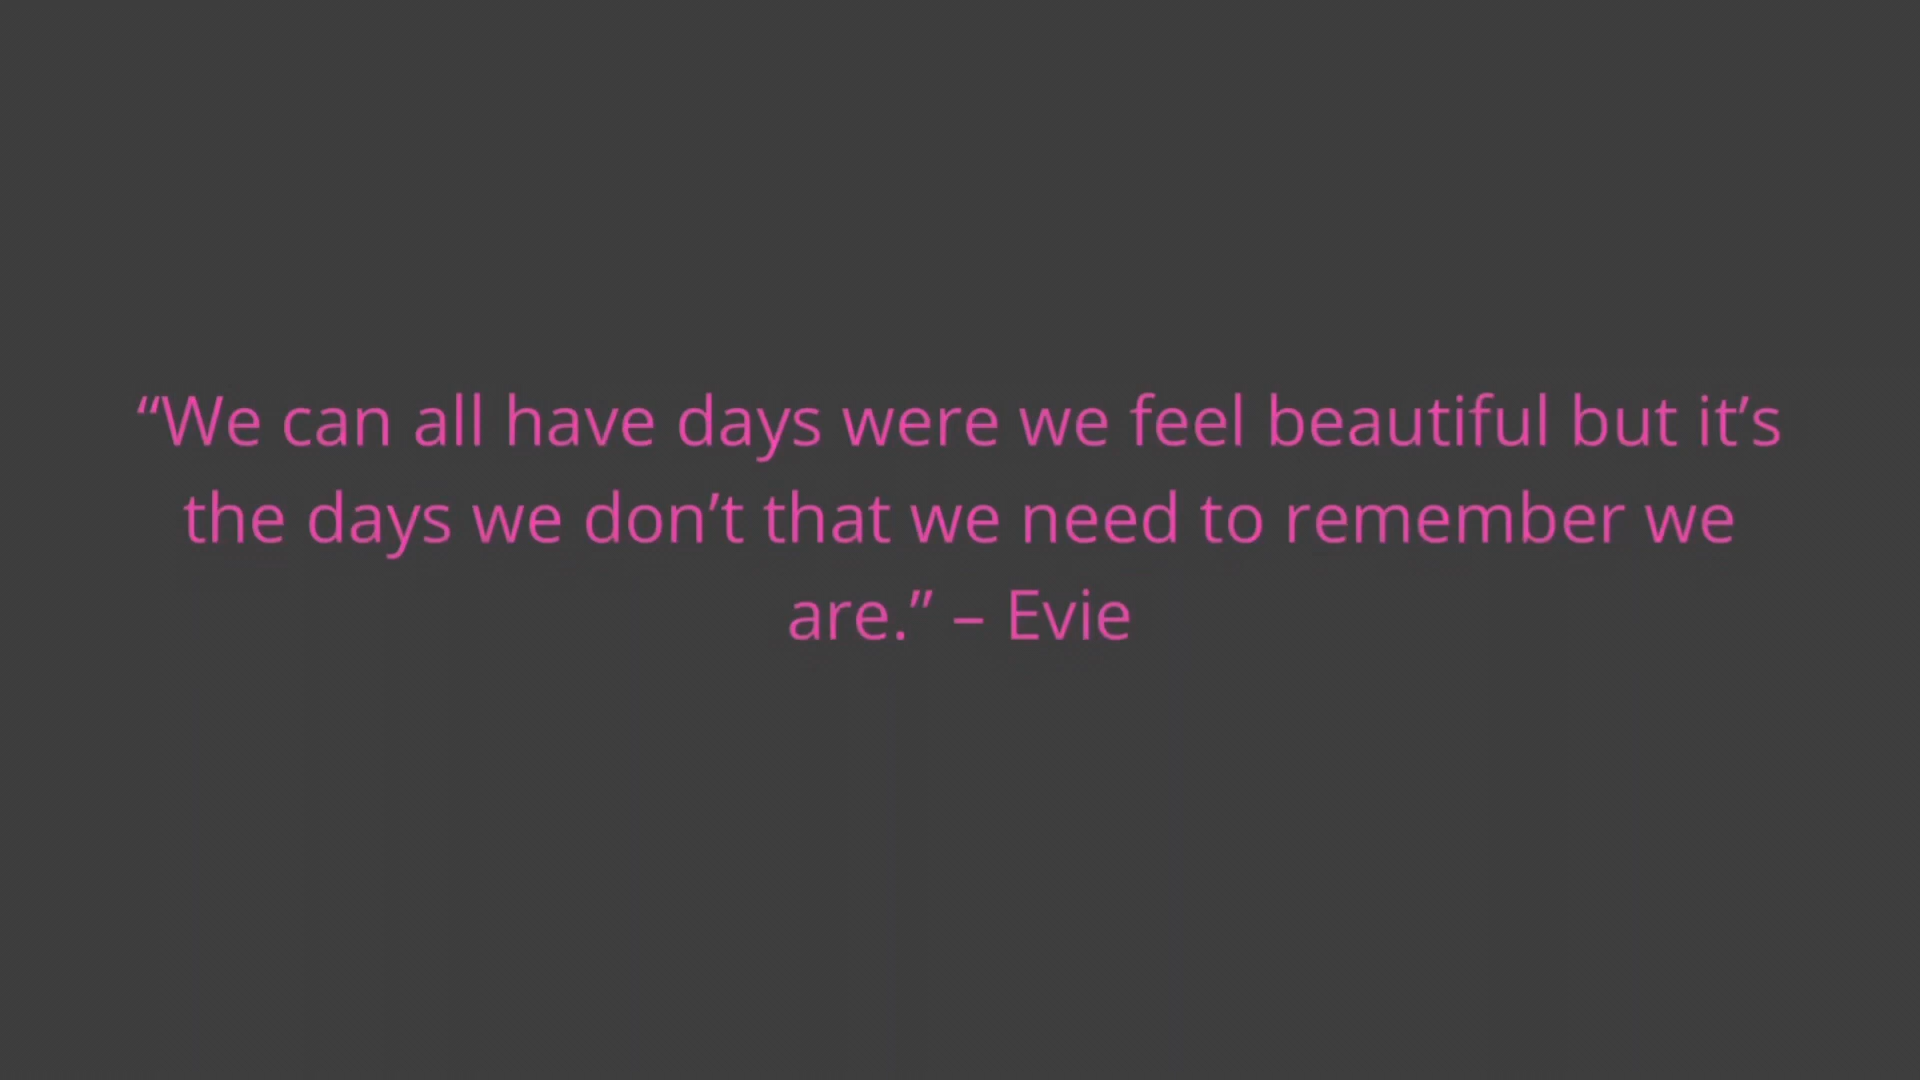 “We can all have days were we feel beautiful but it’s
the days we don’t that we need to remember we
are.” – Evie